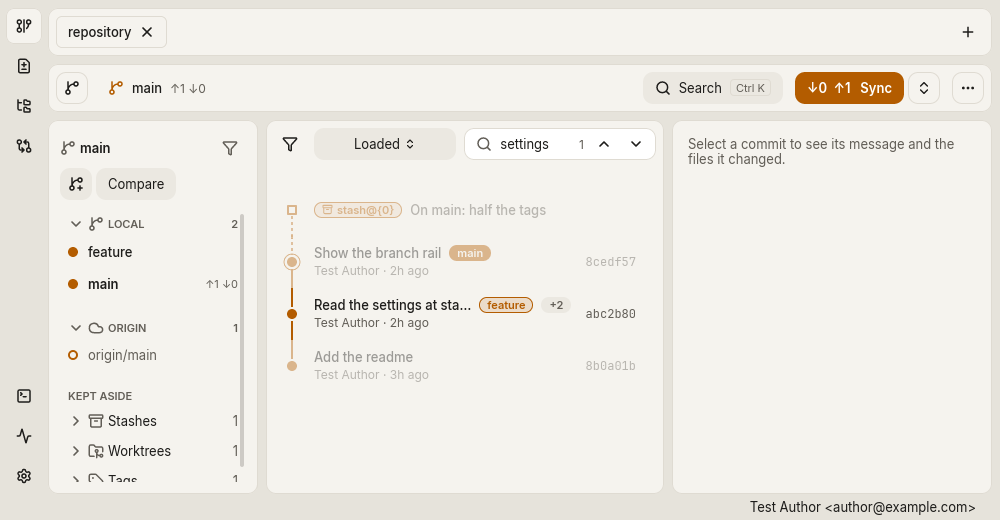 repository
main ↑1 ↓0
Search Ctrl K
↓0 ↑1 Sync
main
Compare
LOCAL 2
feature
main ↑1 ↓0
ORIGIN 1
origin/main
KEPT ASIDE
Stashes 1
Worktrees 1
Tags 1
Loaded
settings 1
stash@{0} On main: half the tags
Show the branch rail main
Test Author · 2h ago 8cedf57
Read the settings at sta... feature +2
Test Author · 2h ago abc2b80
Add the readme
Test Author · 3h ago 8b0a01b
Select a commit to see its message and the
files it changed.
Test Author <author@example.com>